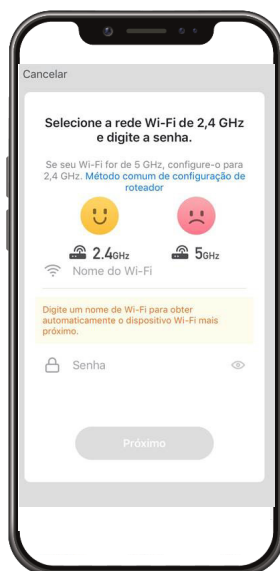 Cancelar
Selecione a rede Wi-Fi de 2,4 GHz
e digite a senha.
Se seu Wi-Fi for de 5 GHz, configure-o para
2,4 GHz. Método comum de configuração de
roteador
2.4GHz 5GHz
Nome do Wi-Fi
Digite um nome de Wi-Fi para obter
automaticamente o dispositivo Wi-Fi mais
próximo.
Senha
Próximo